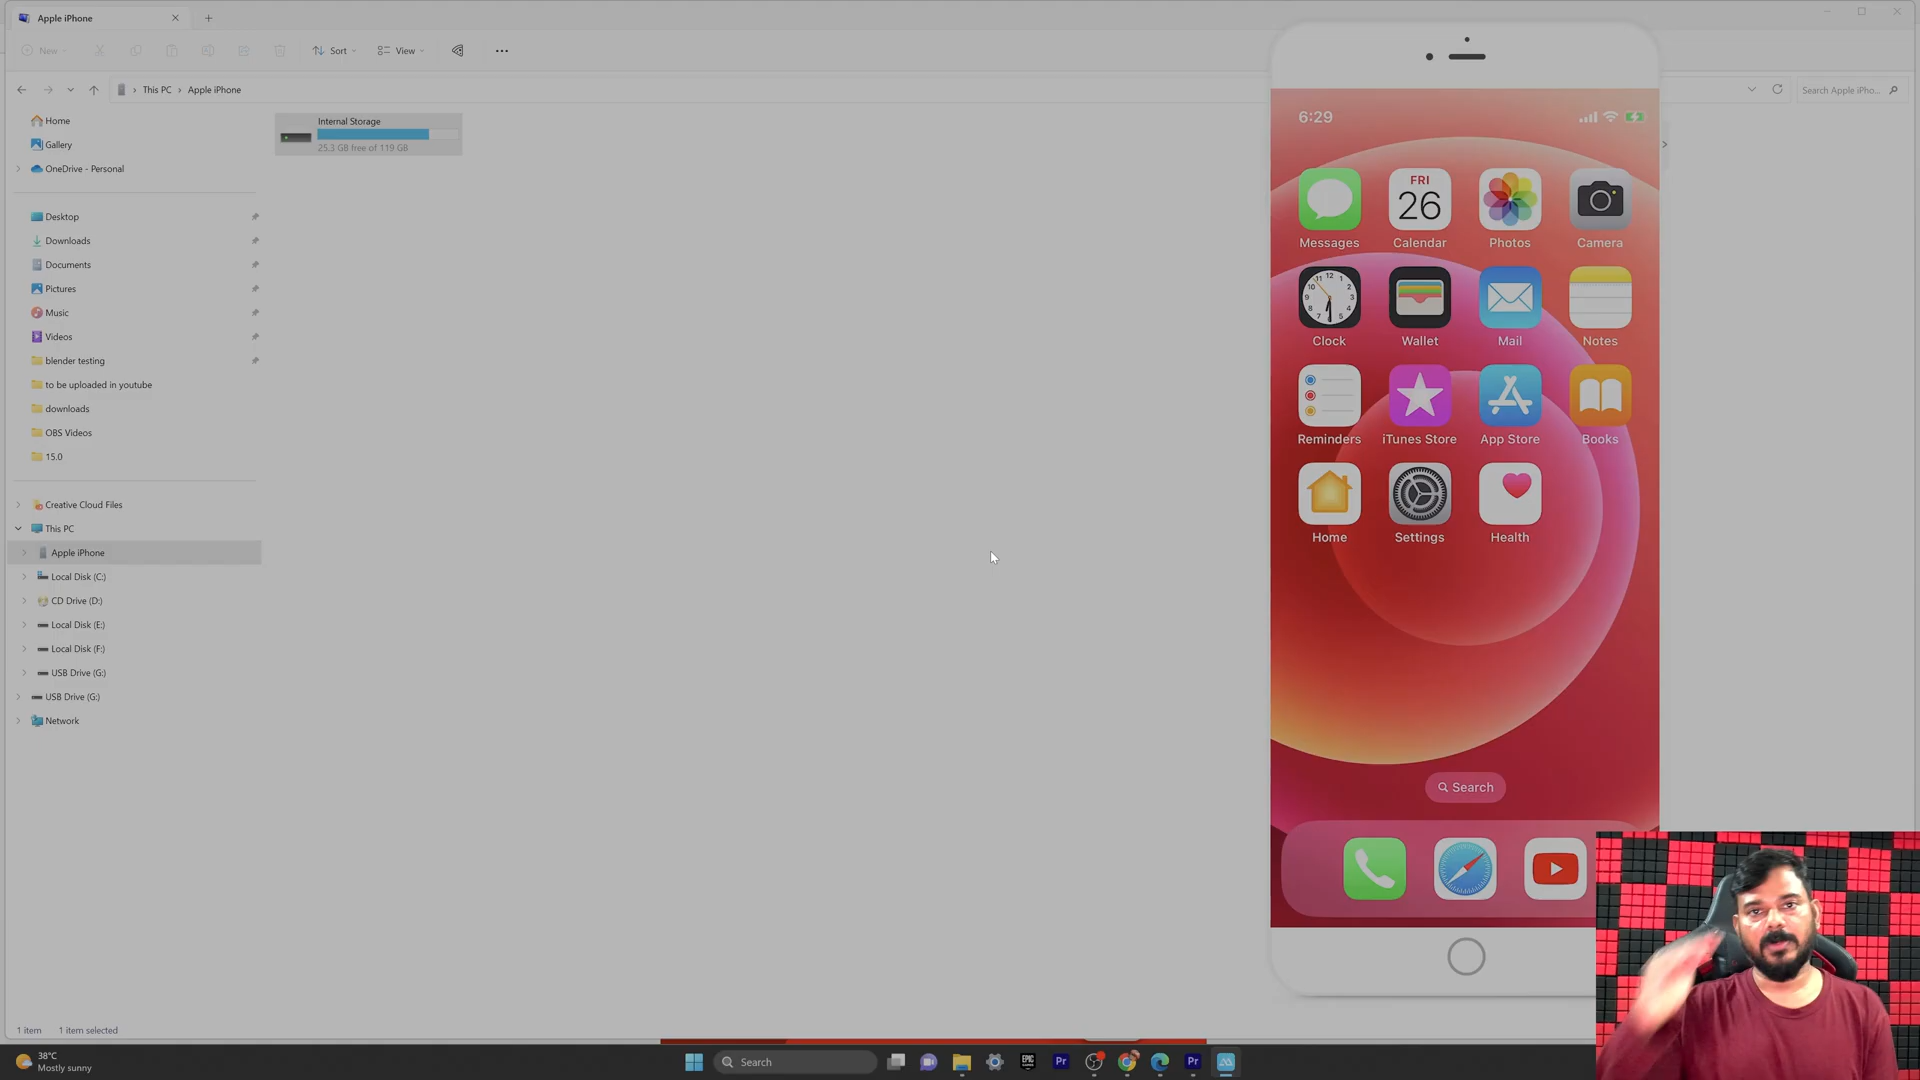 Apple iPhone
New
Sort
View
This PC
Apple iPhone
Search Apple iPho...
Home
Gallery
OneDrive - Personal
Desktop
Downloads
Documents
Pictures
Music
Videos
blender testing
to be uploaded in youtube
downloads
OBS Videos
15.0
Creative Cloud Files
This PC
Apple iPhone
Local Disk (C:)
CD Drive (D:)
Local Disk (E:)
Local Disk (F:)
USB Drive (G:)
USB Drive (G:)
Network
Internal Storage
25.3 GB free of 119 GB
6:29
FRI
26
Messages
Calendar
Photos
Camera
Clock
Wallet
Mail
Notes
Reminders
iTunes Store
App Store
Books
Home
Settings
Health
Search
1 item
1 item selected
38°C
Mostly sunny
Search
EPIC
Pr
Pr